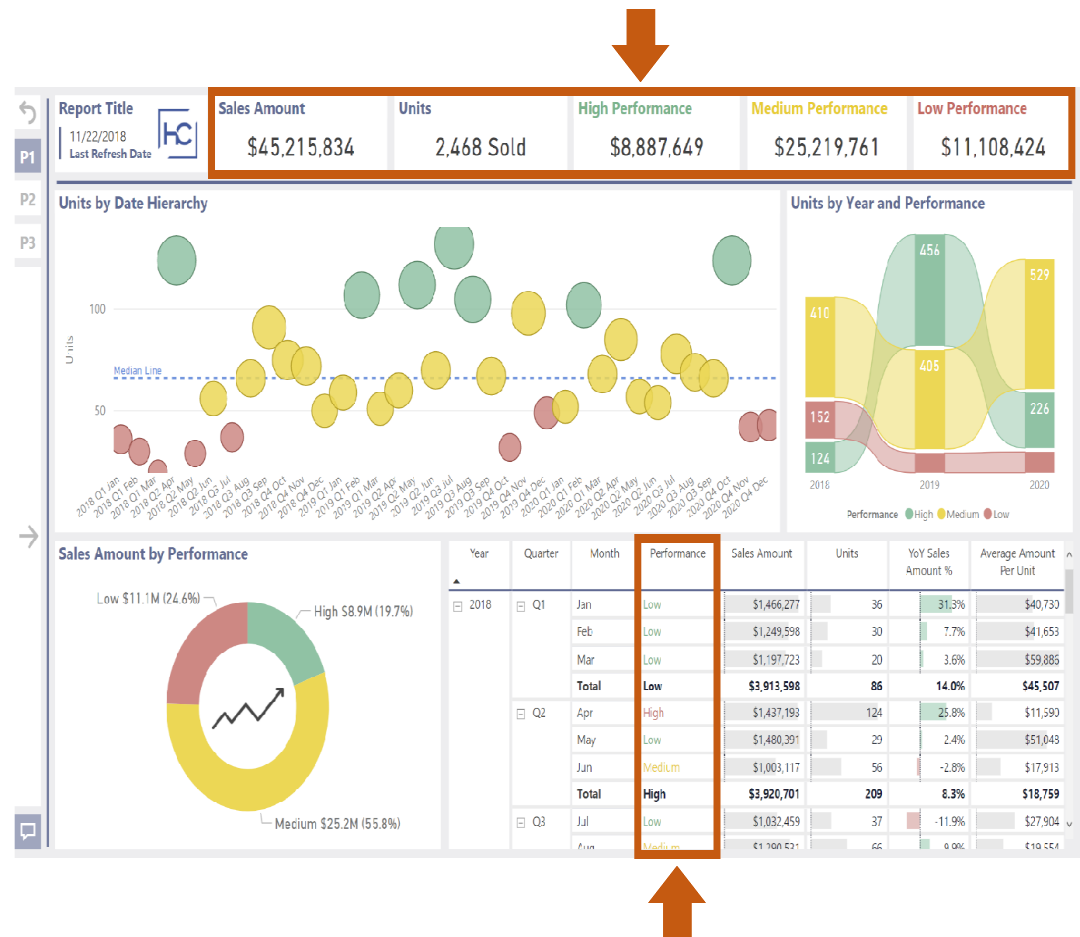 Report Title
11/22/2018
Last Refresh Date
HC
Sales Amount
$45,215,834
Units
2,468 Sold
High Performance
$8,887,649
Medium Performance
$25,219,761
Low Performance
$11,108,424
P1
P2
P3
Units by Date Hierarchy
Units
100
50
Median Line
2018 Q1 Jan
2018 Q1 Feb
2018 Q1 Mar
2018 Q2 Apr
2018 Q2 May
2018 Q2 Jun
2018 Q3 Jul
2018 Q3 Aug
2018 Q3 Sep
2018 Q4 Oct
2018 Q4 Nov
2018 Q4 Dec
2019 Q1 Jan
2019 Q1 Feb
2019 Q1 Mar
2019 Q2 Apr
2019 Q2 May
2019 Q2 Jun
2019 Q3 Jul
2019 Q3 Aug
2019 Q3 Sep
2019 Q4 Oct
2019 Q4 Nov
2019 Q4 Dec
2020 Q1 Jan
2020 Q1 Feb
2020 Q1 Mar
2020 Q2 Apr
2020 Q2 May
2020 Q2 Jun
2020 Q3 Jul
2020 Q3 Aug
2020 Q3 Sep
2020 Q4 Oct
2020 Q4 Nov
2020 Q4 Dec
Units by Year and Performance
410
152
124
456
405
529
226
2018
2019
2020
Performance High Medium Low
Sales Amount by Performance
Low $11.1M (24.6%)
High $8.9M (19.7%)
Medium $25.2M (55.8%)
Year Quarter Month Performance Sales Amount Units YoY Sales Average Amount
Amount % Per Unit
2018 Q1 Jan Low $1,466,277 36 31.3% $40,730
Feb Low $1,249,598 30 7.7% $41,653
Mar Low $1,197,723 20 3.6% $59,886
Total Low $3,913,598 86 14.0% $45,507
Q2 Apr High $1,437,193 124 25.8% $11,590
May Low $1,480,391 29 2.4% $51,048
Jun Medium $1,003,117 56 -2.8% $17,913
Total High $3,920,701 209 8.3% $18,759
Q3 Jul Low $1,032,459 37 -11.9% $27,904
Aug Medium $1,290,531 66 9.9% $19,554